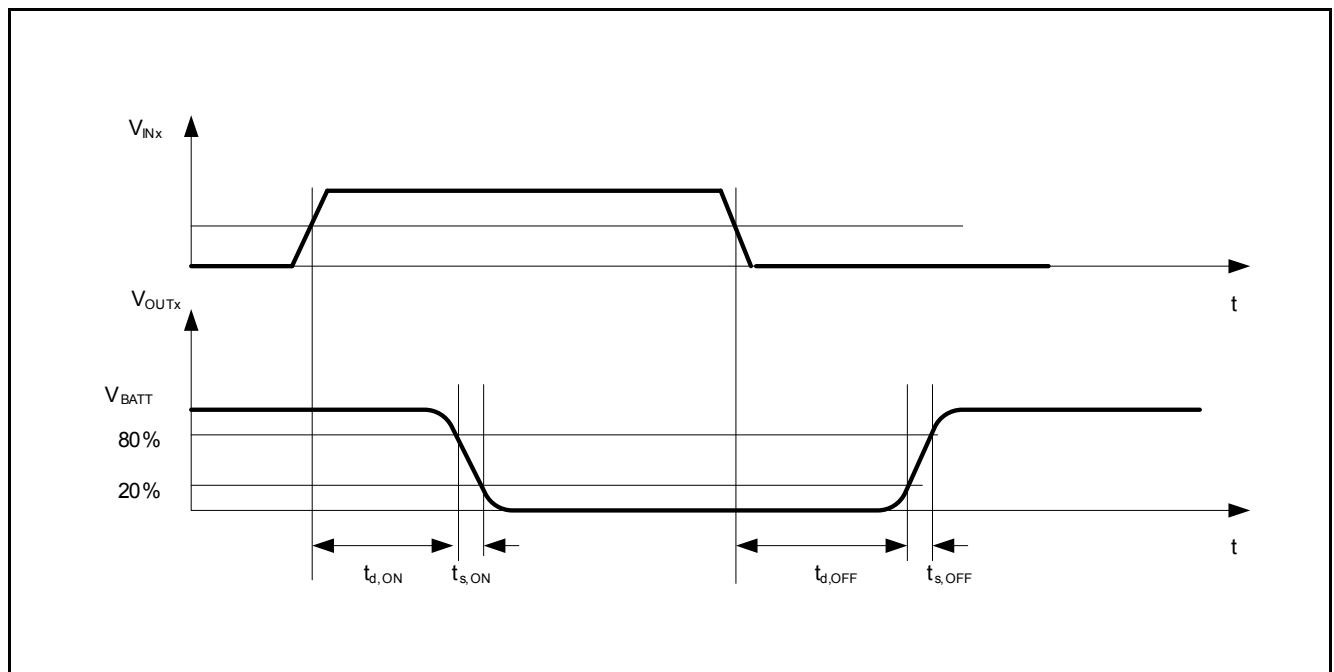 V_INx
t
V_OUTx
V_BATT
80%
20%
t
t_d,ON t_s,ON t_d,OFF t_s,OFF